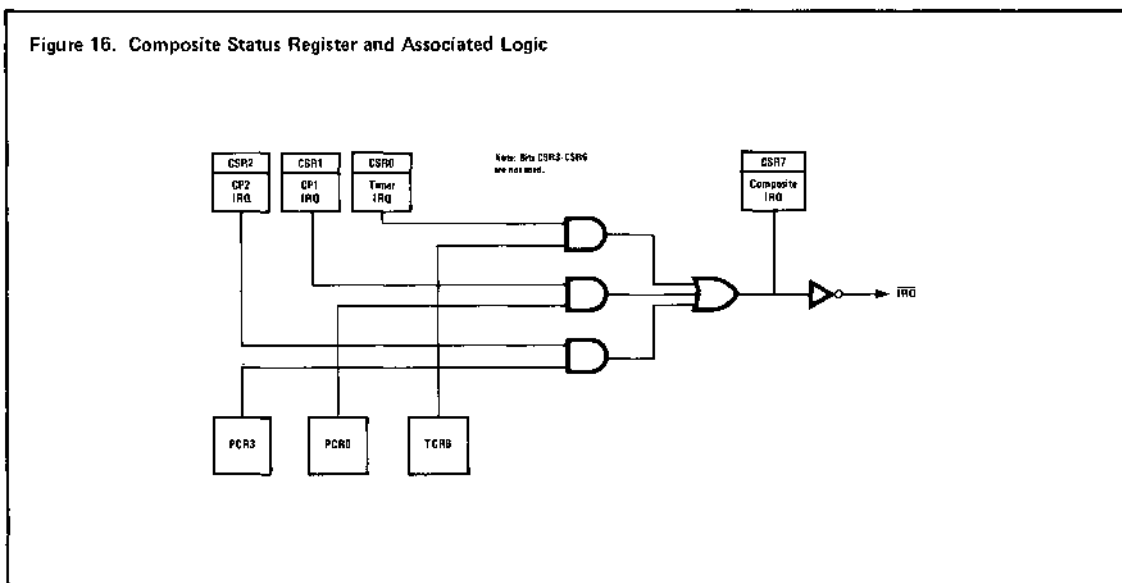 Figure 16. Composite Status Register and Associated Logic
CSR2
CP2
IRQ
CSR1
CP1
IRQ
CSR0
Timer
IRQ
Note: Bits CSR3-CSR6
are not used.
CSR7
Composite
IRQ
IRQ
PCR3
PCR0
TCR6